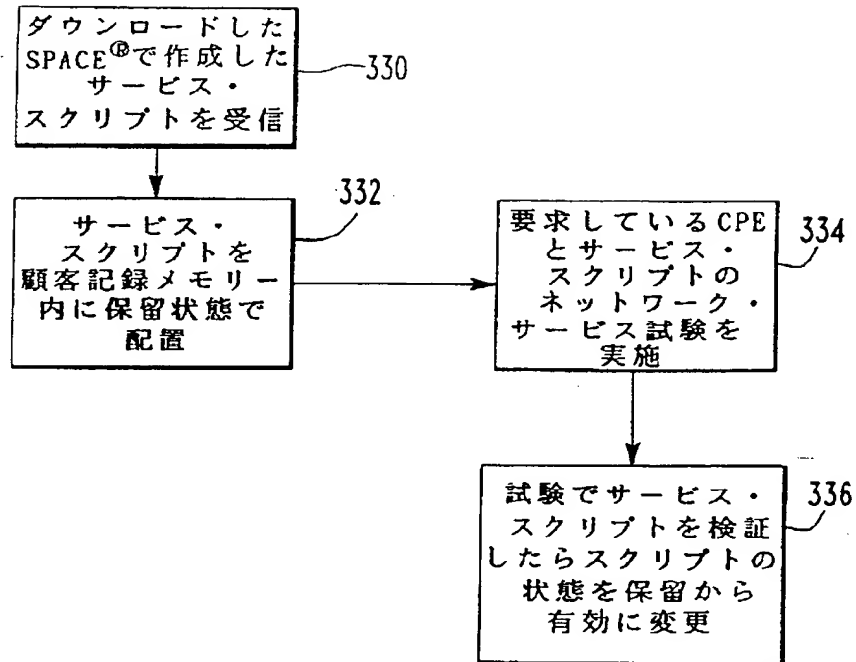 ダウンロードした
SPACE®で作成した
サービス・
スクリプトを受信
330
サービス・
スクリプトを
顧客記録メモリー
内に保留状態で
配置
332
要求しているCPE
とサービス・
スクリプトの
ネットワーク・
サービス試験を
実施
334
試験でサービス・
スクリプトを検証
したらスクリプトの
状態を保留から
有効に変更
336